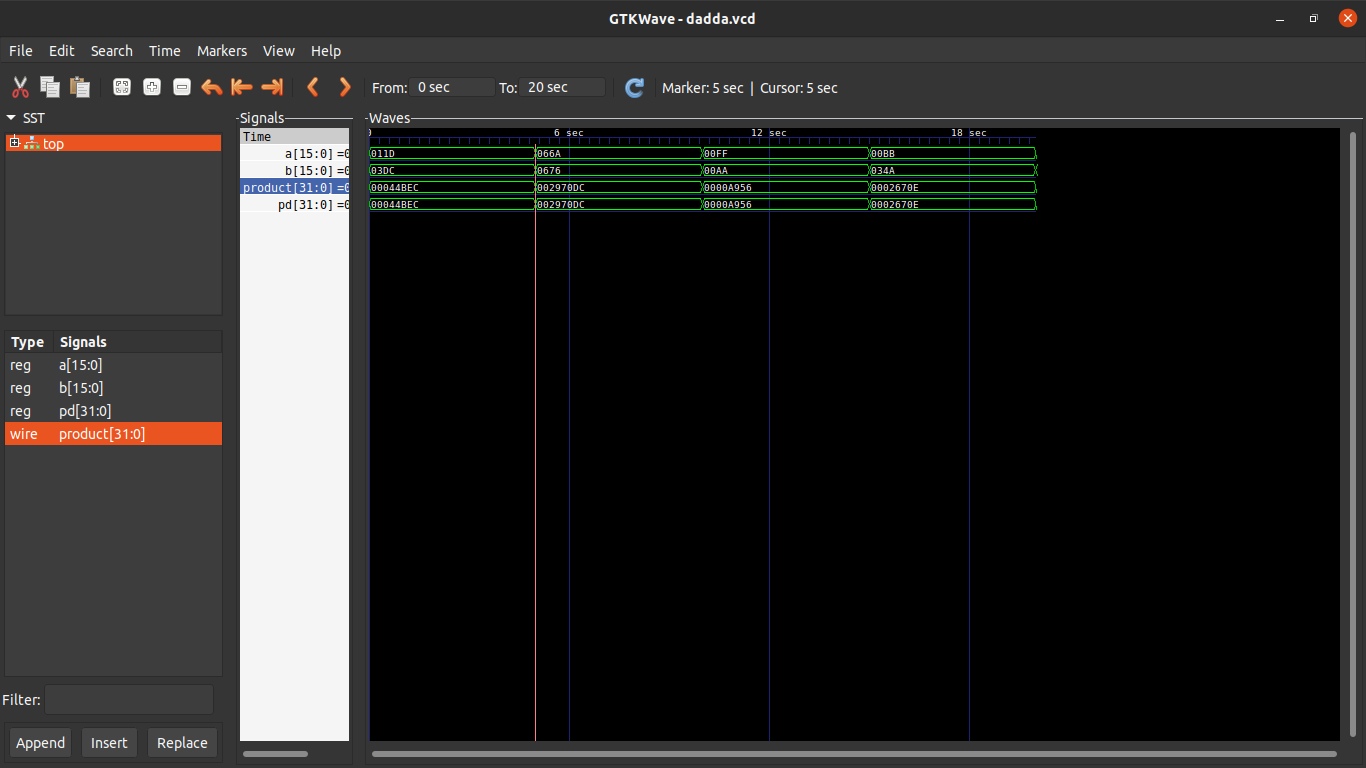 GTKWave - dadda.vcd
File Edit Search Time Markers View Help
From: 0 sec To: 20 sec Marker: 5 sec | Cursor: 5 sec
SST
top
Type Signals
reg a[15:0]
reg b[15:0]
reg pd[31:0]
wire product[31:0]
Filter:
Append Insert Replace
Signals
Time
a[15:0] =0
b[15:0] =0
product[31:0] =0
pd[31:0] =0
Waves
0 6 sec 12 sec 18 sec
011D 066A 00FF 00BB
03DC 0676 00AA 034A
00044BEC 002970DC 0000A956 0002670E
00044BEC 002970DC 0000A956 0002670E